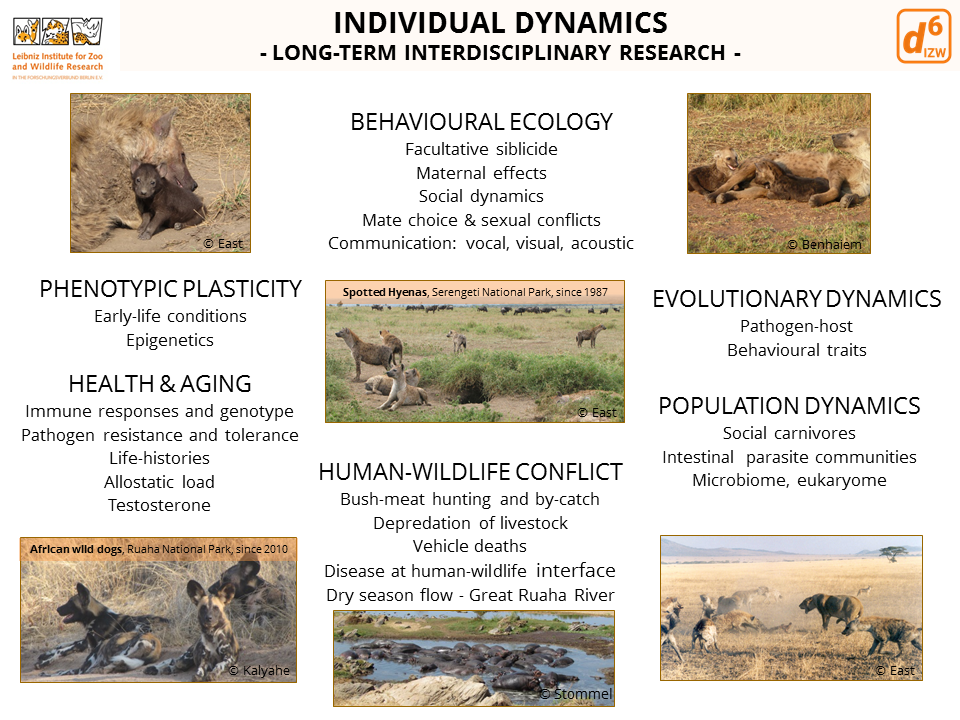 INDIVIDUAL DYNAMICS
- LONG-TERM INTERDISCIPLINARY RESEARCH -
Leibniz Institute for Zoo
and Wildlife Research
IN THE FORSCHUNGSVERBUND BERLIN E.V.
d6
IZW
© East
BEHAVIOURAL ECOLOGY
Facultative siblicide
Maternal effects
Social dynamics
Mate choice & sexual conflicts
Communication: vocal, visual, acoustic
© Benhaiem
PHENOTYPIC PLASTICITY
Early-life conditions
Epigenetics
HEALTH & AGING
Immune responses and genotype
Pathogen resistance and tolerance
Life-histories
Allostatic load
Testosterone
Spotted Hyenas, Serengeti National Park, since 1987
© East
EVOLUTIONARY DYNAMICS
Pathogen-host
Behavioural traits
POPULATION DYNAMICS
Social carnivores
Intestinal parasite communities
Microbiome, eukaryome
HUMAN-WILDLIFE CONFLICT
Bush-meat hunting and by-catch
Depredation of livestock
Vehicle deaths
Disease at human-wildlife interface
Dry season flow - Great Ruaha River
African wild dogs, Ruaha National Park, since 2010
© Kalyahe
© Stommel
© East